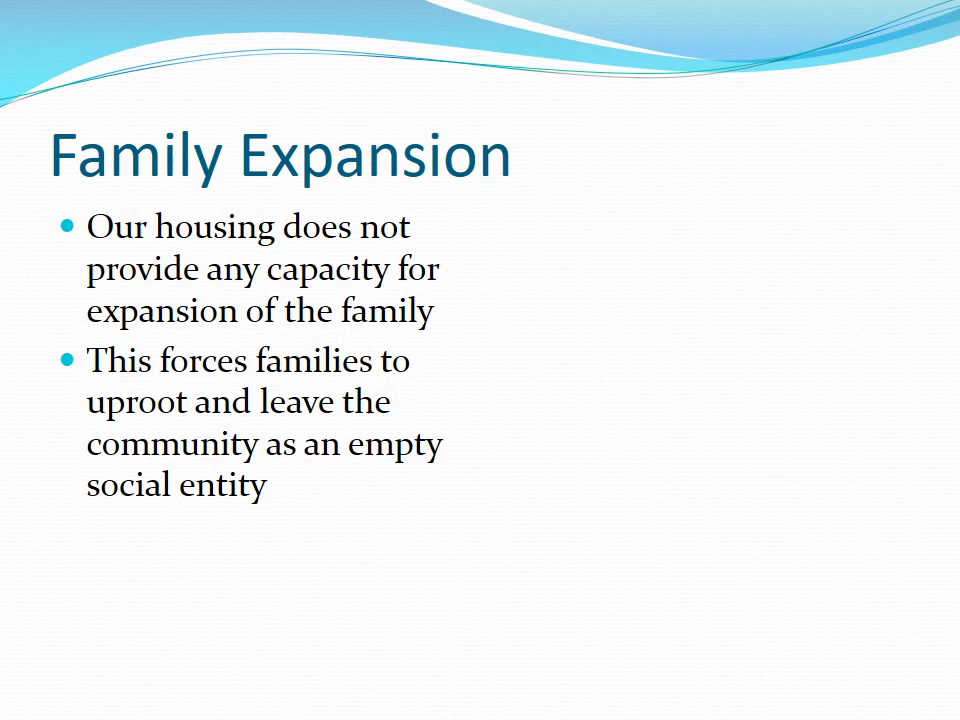 Family Expansion
Our housing does not
provide any capacity for
expansion of the family
This forces families to
uproot and leave the
community as an empty
social entity